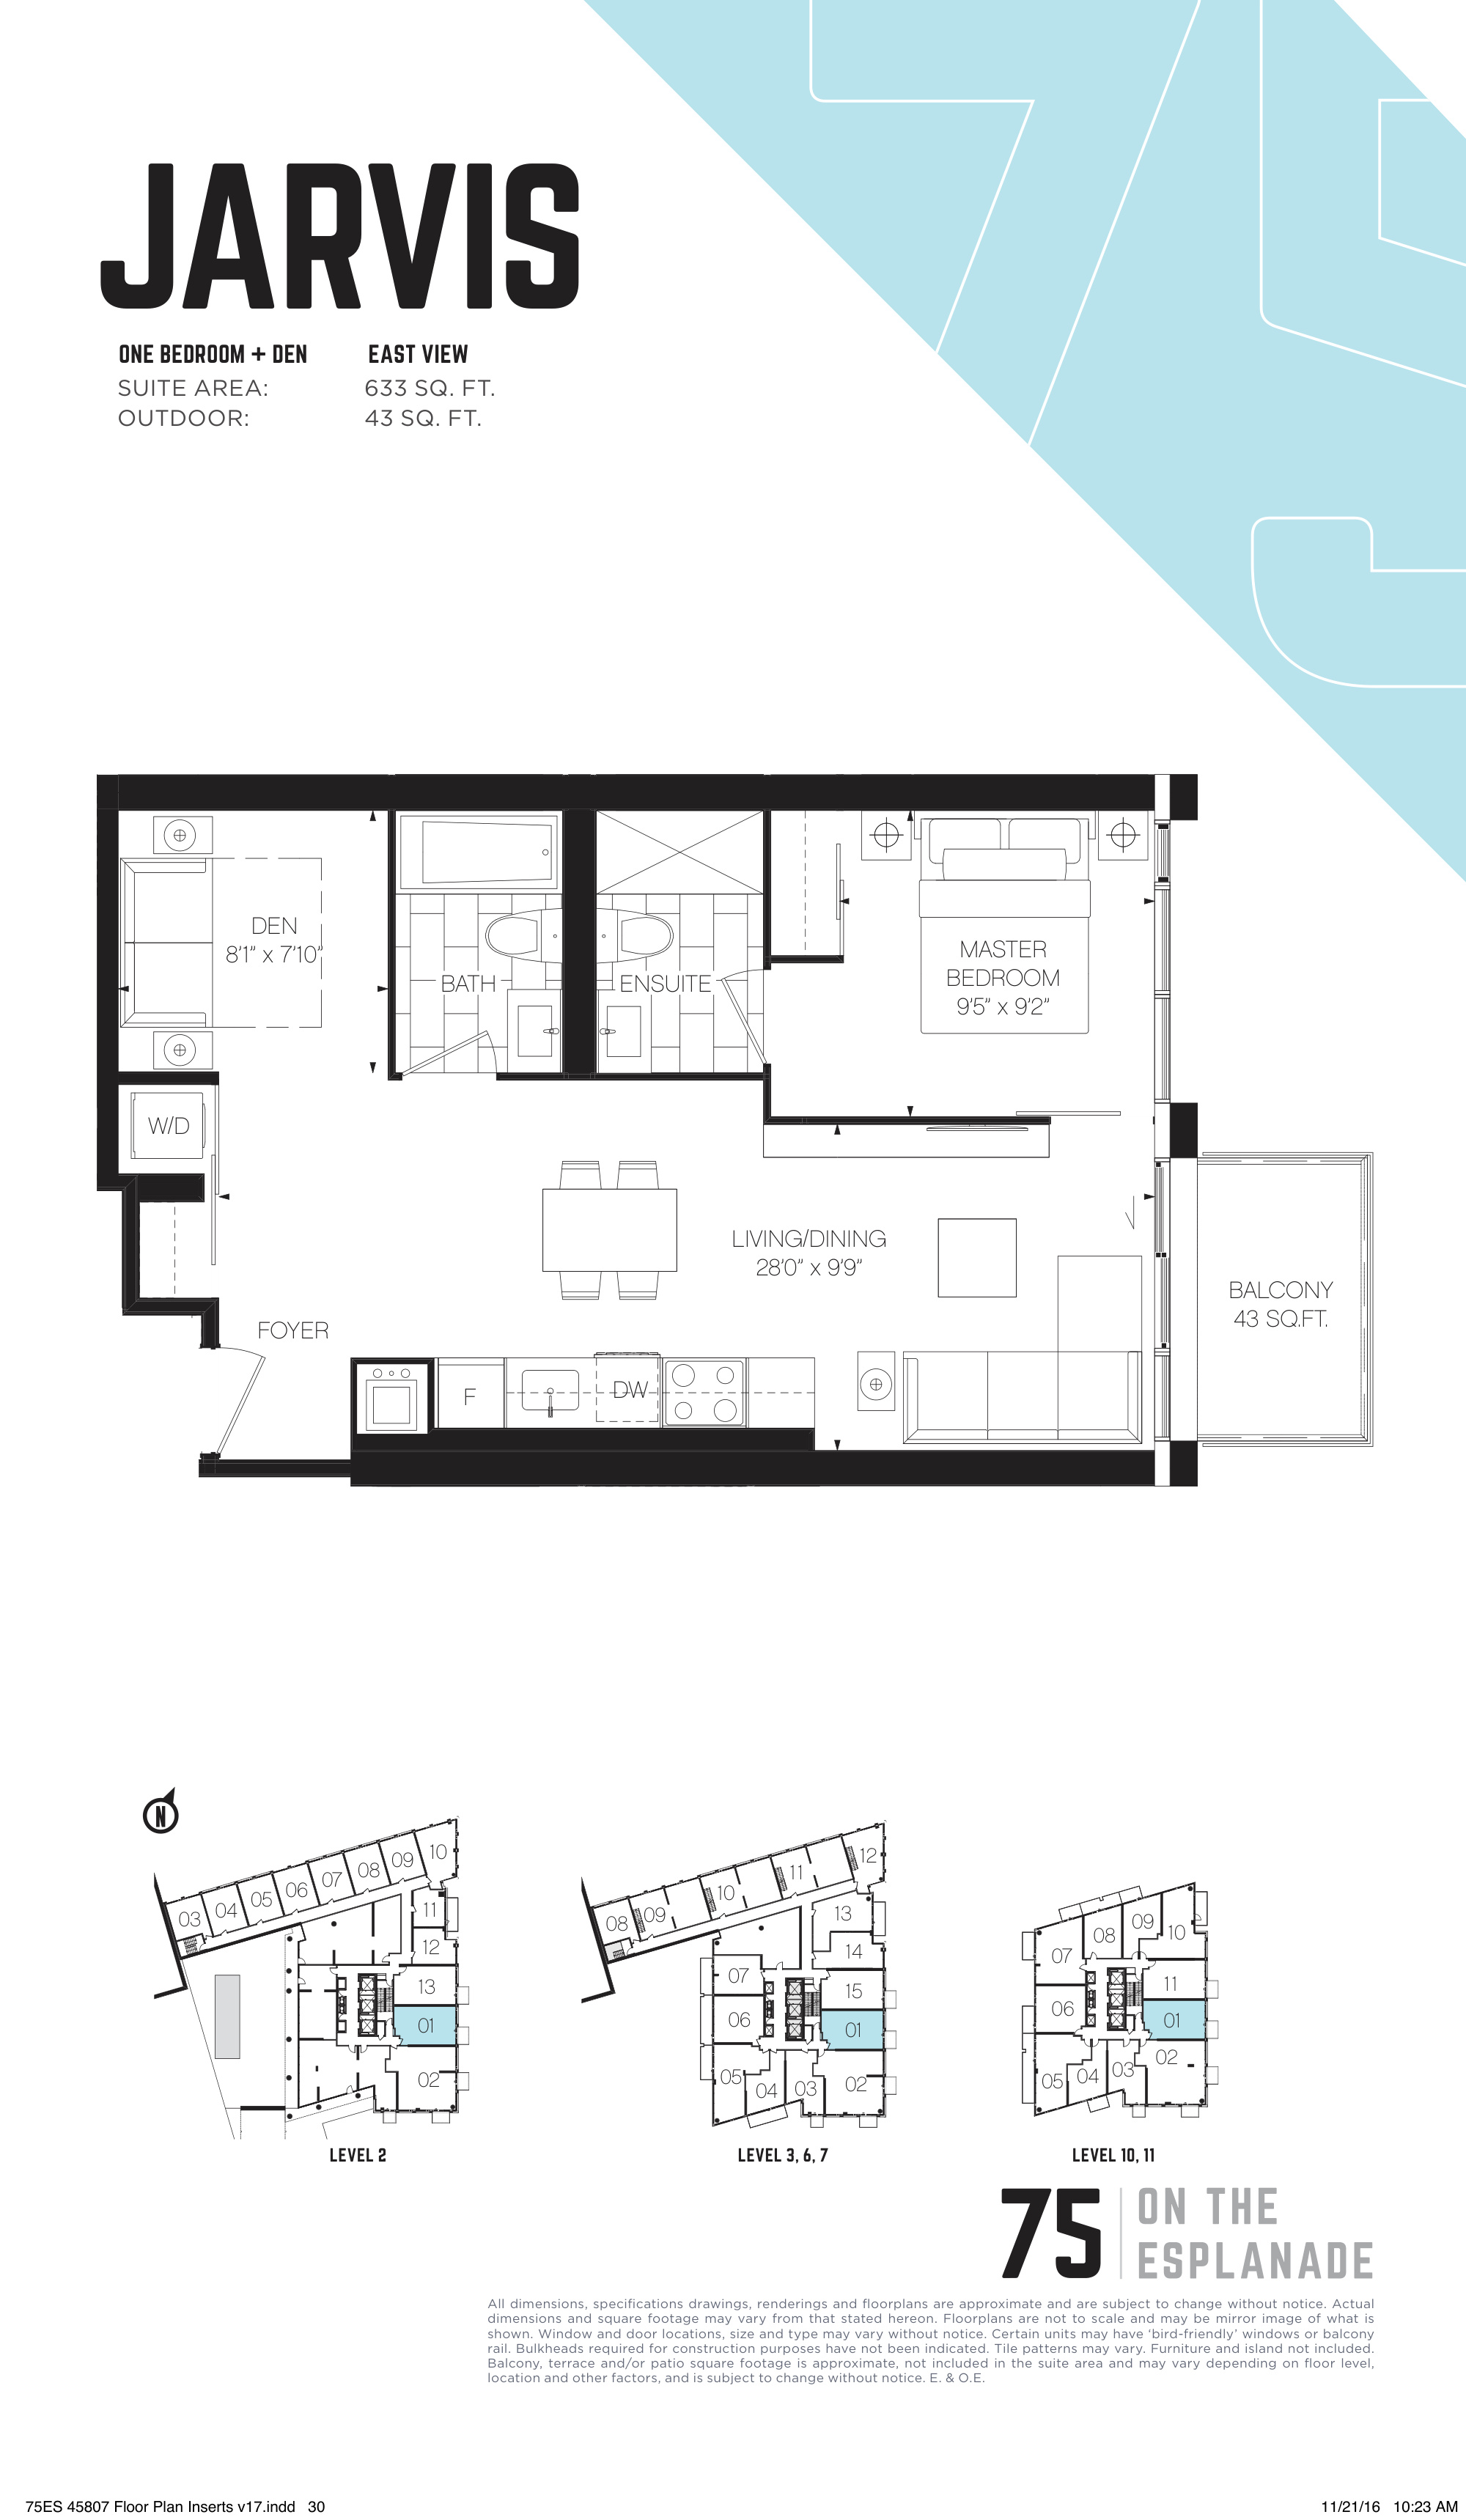 JARVIS
ONE BEDROOM + DEN EAST VIEW
SUITE AREA: 633 SQ. FT.
OUTDOOR: 43 SQ. FT.
DEN
8'1" x 7'10"
BATH
ENSUITE
MASTER
BEDROOM
9'5" x 9'2"
W/D
LIVING/DINING
28'0" x 9'9"
BALCONY
43 SQ.FT.
FOYER
F
DW
N
03 04 05 06 07 08 09 10
11
12
13
01
02
LEVEL 2
08 09 10 11 12
13
14
07 15
06 01
05 04 03 02
LEVEL 3, 6, 7
07 08 09 10
11
06 01
05 04 03 02
LEVEL 10, 11
75 ON THE
ESPLANADE
All dimensions, specifications drawings, renderings and floorplans are approximate and are subject to change without notice. Actual
dimensions and square footage may vary from that stated hereon. Floorplans are not to scale and may be mirror image of what is
shown. Window and door locations, size and type may vary without notice. Certain units may have ‘bird-friendly’ windows or balcony
rail. Bulkheads required for construction purposes have not been indicated. Tile patterns may vary. Furniture and island not included.
Balcony, terrace and/or patio square footage is approximate, not included in the suite area and may vary depending on floor level,
location and other factors, and is subject to change without notice. E. & O.E.
75ES 45807 Floor Plan Inserts v17.indd 30
11/21/16 10:23 AM